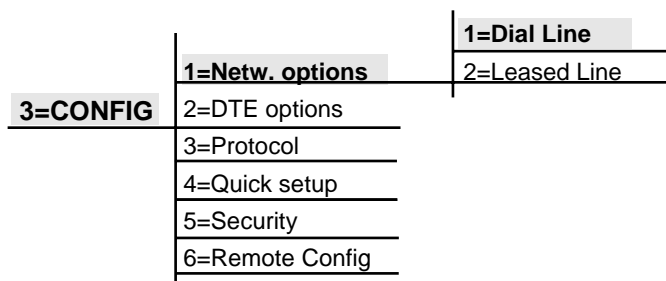 1=Dial Line
1=Netw. options
2=Leased Line
3=CONFIG
2=DTE options
3=Protocol
4=Quick setup
5=Security
6=Remote Config